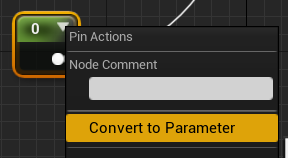 0
Pin Actions
Node Comment
Convert to Parameter